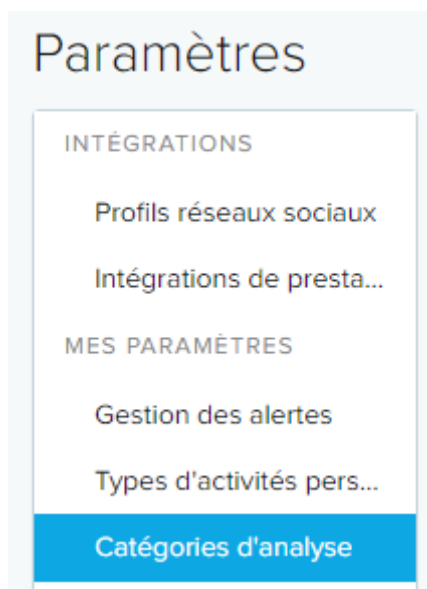 Paramètres
INTÉGRATIONS
Profils réseaux sociaux
Intégrations de presta...
MES PARAMÈTRES
Gestion des alertes
Types d'activités pers...
Catégories d'analyse